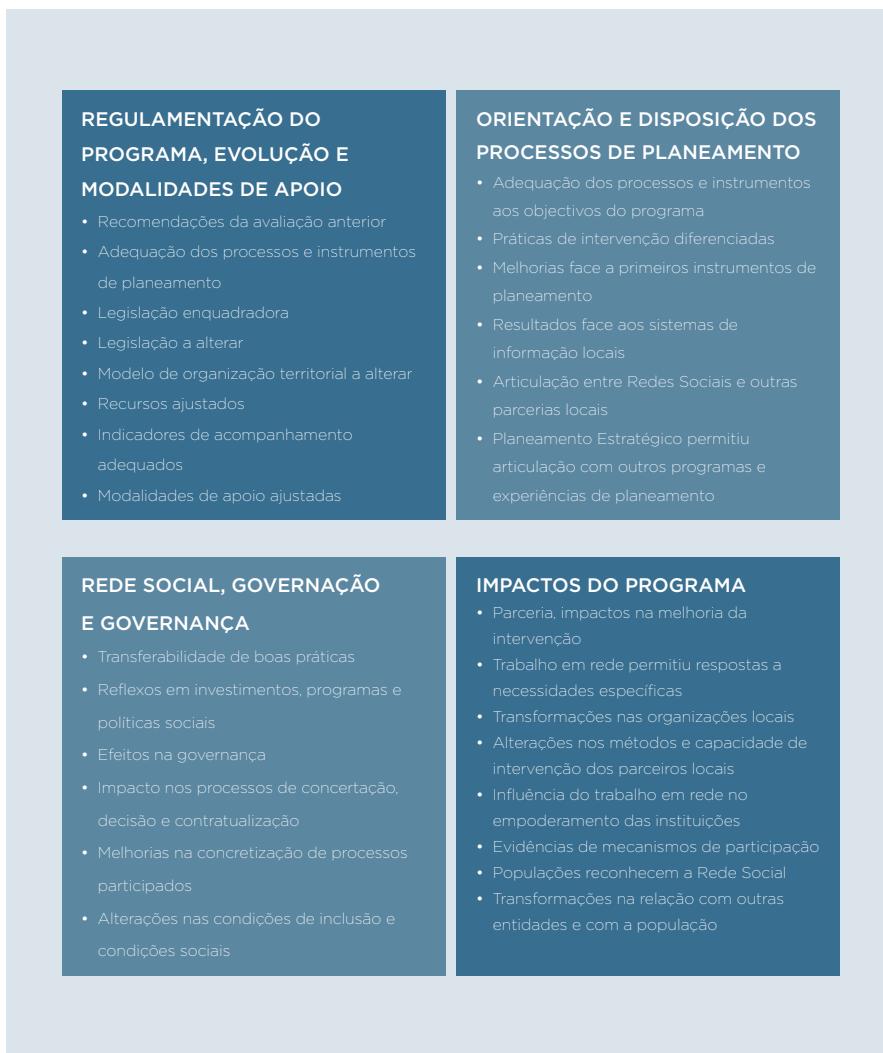 REGULAMENTAÇÃO DO
PROGRAMA, EVOLUÇÃO E
MODALIDADES DE APOIO
• Recomendações da avaliação anterior
• Adequação dos processos e instrumentos
de planeamento
• Legislação enquadradora
• Legislação a alterar
• Modelo de organização territorial a alterar
• Recursos ajustados
• Indicadores de acompanhamento
adequados
• Modalidades de apoio ajustadas
ORIENTAÇÃO E DISPOSIÇÃO DOS
PROCESSOS DE PLANEAMENTO
• Adequação dos processos e instrumentos
aos objectivos do programa
• Práticas de intervenção diferenciadas
• Melhorias face a primeiros instrumentos de
planeamento
• Resultados face aos sistemas de
informação locais
• Articulação entre Redes Sociais e outras
parcerias locais
• Planeamento Estratégico permitiu
articulação com outros programas e
experiências de planeamento
REDE SOCIAL, GOVERNAÇÃO
E GOVERNANÇA
• Transferabilidade de boas práticas
• Reflexos em investimentos, programas e
políticas sociais
• Efeitos na governança
• Impacto nos processos de concertação,
decisão e contratualização
• Melhorias na concretização de processos
participados
• Alterações nas condições de inclusão e
condições sociais
IMPACTOS DO PROGRAMA
• Parceria, impactos na melhoria da
intervenção
• Trabalho em rede permitiu respostas a
necessidades específicas
• Transformações nas organizações locais
• Alterações nos métodos e capacidade de
intervenção dos parceiros locais
• Influência do trabalho em rede no
empoderamento das instituições
• Evidências de mecanismos de participação
• Populações reconhecem a Rede Social
• Transformações na relação com outras
entidades e com a população